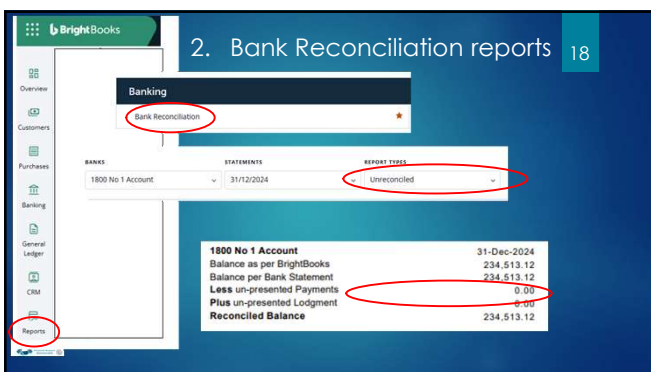 BrightBooks
2. Bank Reconciliation reports
18
Overview
Customers
Purchases
Banking
General
Ledger
CRM
Reports
Banking
Bank Reconciliation
BANKS STATEMENTS REPORT TYPES
1800 No 1 Account 31/12/2024 Unreconciled
1800 No 1 Account 31-Dec-2024
Balance as per BrightBooks 234,513.12
Balance per Bank Statement 234,513.12
Less un-presented Payments 0.00
Plus un-presented Lodgment 0.00
Reconciled Balance 234,513.12